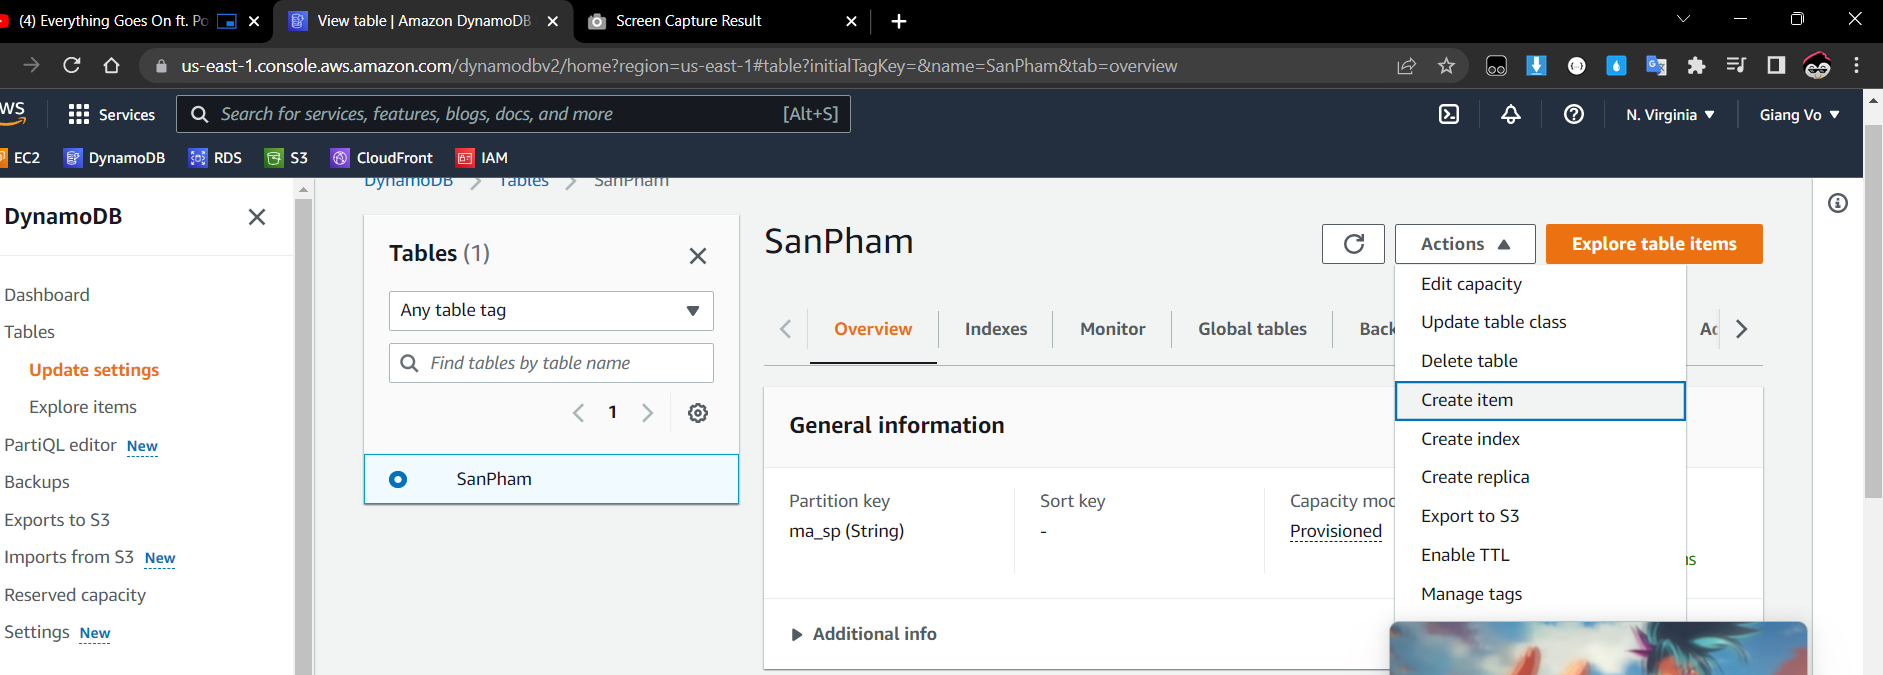 (4) Everything Goes On ft. Po
View table | Amazon DynamoDB
Screen Capture Result
us-east-1.console.aws.amazon.com/dynamodbv2/home?region=us-east-1#table?initialTagKey=&name=SanPham&tab=overview
Services
Search for services, features, blogs, docs, and more
[Alt+S]
N. Virginia
Giang Vo
EC2
DynamoDB
RDS
S3
CloudFront
IAM
DynamoDB
Dashboard
Tables
Update settings
Explore items
PartiQL editor New
Backups
Exports to S3
Imports from S3 New
Reserved capacity
Settings New
DynamoDB
Tables
SanPham
Tables (1)
Any table tag
Find tables by table name
1
SanPham
SanPham
Actions
Explore table items
Overview
Indexes
Monitor
Global tables
Back
General information
Partition key
ma_sp (String)
Sort key
-
Capacity mod
Provisioned
Additional info
Edit capacity
Update table class
Delete table
Create item
Create index
Create replica
Export to S3
Enable TTL
Manage tags